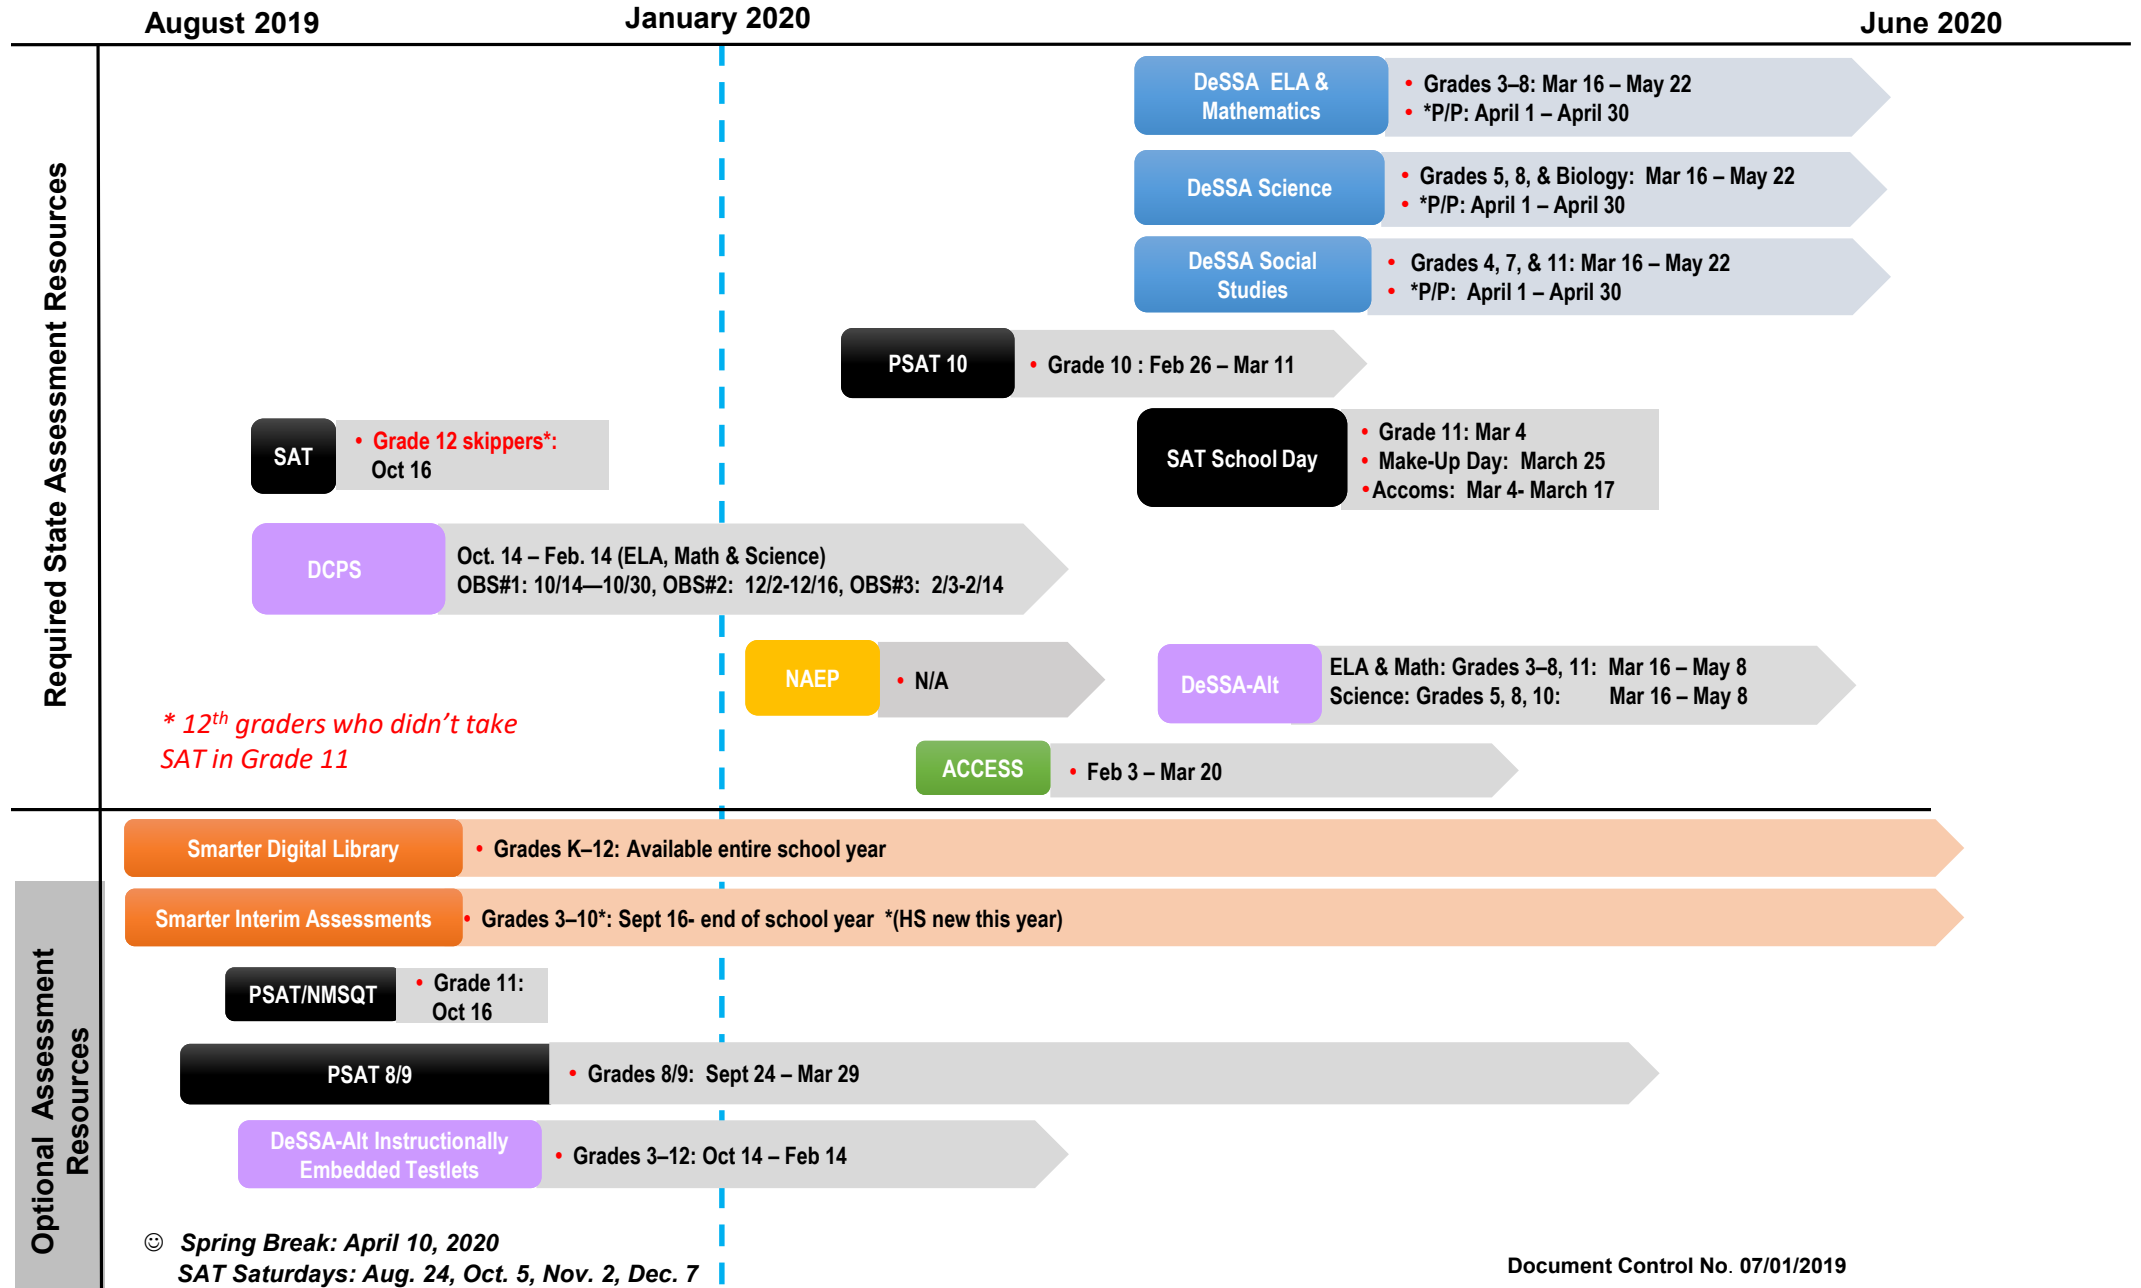 August 2019
January 2020
June 2020
Required State Assessment Resources
DeSSA ELA &
Mathematics
• Grades 3–8: Mar 16 – May 22
• *P/P: April 1 – April 30
DeSSA Science
• Grades 5, 8, & Biology: Mar 16 – May 22
• *P/P: April 1 – April 30
DeSSA Social
Studies
• Grades 4, 7, & 11: Mar 16 – May 22
• *P/P: April 1 – April 30
PSAT 10
• Grade 10 : Feb 26 – Mar 11
SAT
• Grade 12 skippers*:
Oct 16
SAT School Day
• Grade 11: Mar 4
• Make-Up Day: March 25
•Accoms: Mar 4- March 17
DCPS
Oct. 14 – Feb. 14 (ELA, Math & Science)
OBS#1: 10/14—10/30, OBS#2: 12/2-12/16, OBS#3: 2/3-2/14
NAEP
• N/A
DeSSA-Alt
ELA & Math: Grades 3–8, 11: Mar 16 – May 8
Science: Grades 5, 8, 10: Mar 16 – May 8
* 12th graders who didn't take
SAT in Grade 11
ACCESS
• Feb 3 – Mar 20
Optional Assessment
Resources
Smarter Digital Library
• Grades K–12: Available entire school year
Smarter Interim Assessments
• Grades 3–10*: Sept 16- end of school year *(HS new this year)
PSAT/NMSQT
• Grade 11:
Oct 16
PSAT 8/9
• Grades 8/9: Sept 24 – Mar 29
DeSSA-Alt Instructionally
Embedded Testlets
• Grades 3–12: Oct 14 – Feb 14
☺ Spring Break: April 10, 2020
SAT Saturdays: Aug. 24, Oct. 5, Nov. 2, Dec. 7
Document Control No. 07/01/2019